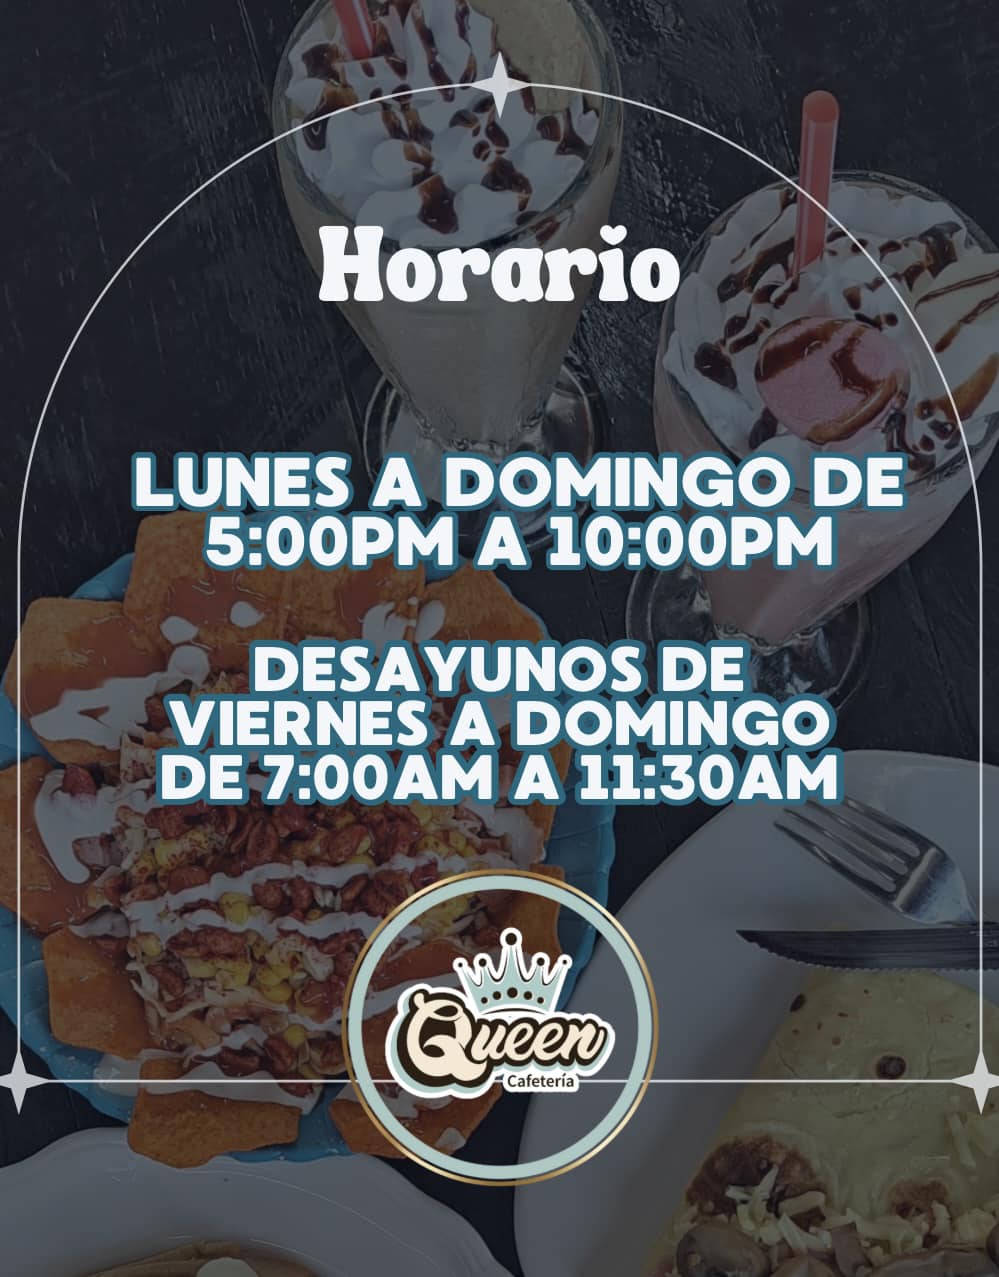 Horario
LUNES A DOMINGO DE
5:00PM A 10:00PM
DESAYUNOS DE
VIERNES A DOMINGO
DE 7:00AM A 11:30AM
Queen
Cafetería